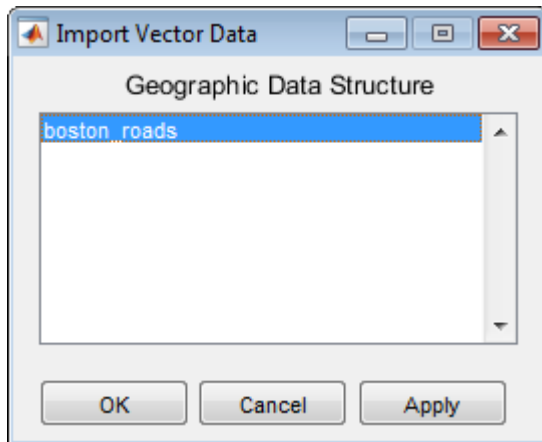 Import Vector Data
Geographic Data Structure
boston_roads
OK
Cancel
Apply